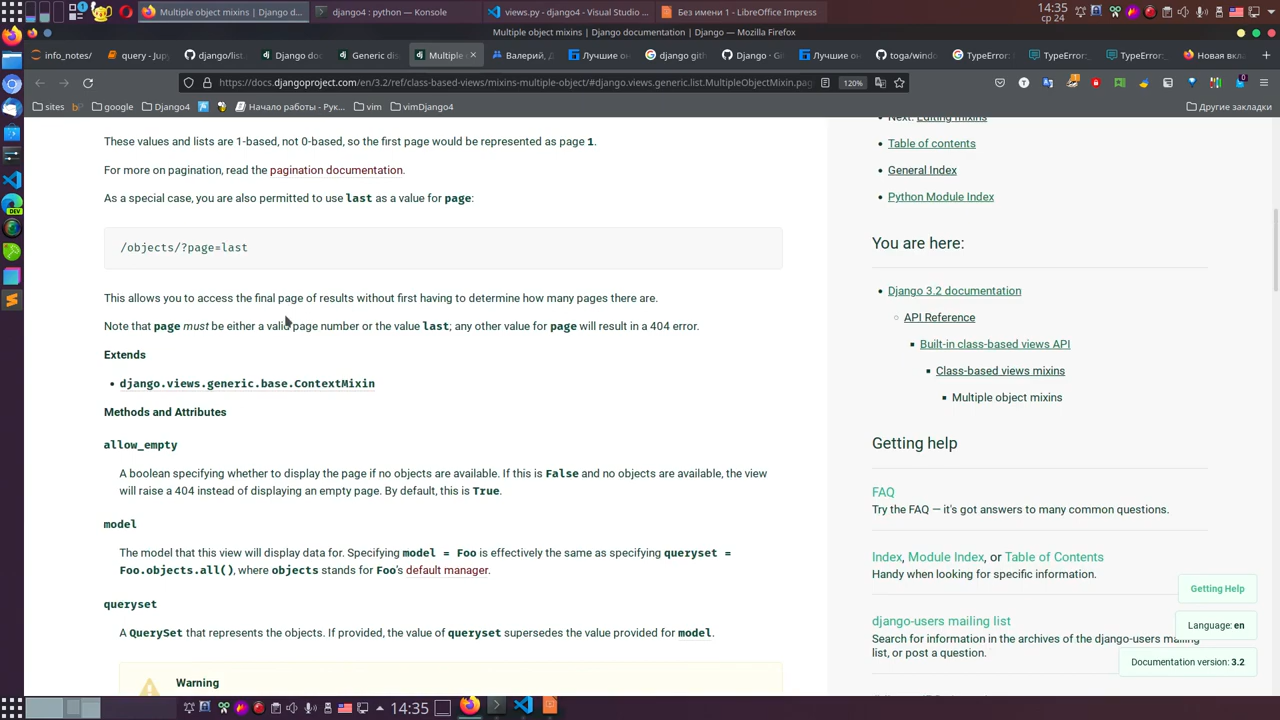 Multiple object mixins | Django d...
django4 : python — Konsole
views.py - django4 - Visual Studio ...
Без имени 1 - LibreOffice Impress
14:35
ср 24
Multiple object mixins | Django documentation | Django — Mozilla Firefox
info_notes/
query - Jup
django/list.
Django doc
Generic dis
Multiple
Валерий, Д
Лучшие он
django gith
Django · Gi
Лучшие он
toga/windo
TypeError:
TypeError:
TypeError:
Новая вкл
https://docs.djangoproject.com/en/3.2/ref/class-based-views/mixins-multiple-object/#django.views.generic.list.MultipleObjectMixin.pag
120%
sites
google
Django4
Начало работы - Рук...
vim
vimDjango4
Другие закладки
These values and lists are 1-based, not 0-based, so the first page would be represented as page 1.
For more on pagination, read the pagination documentation.
As a special case, you are also permitted to use last as a value for page:
/objects/?page=last
This allows you to access the final page of results without first having to determine how many pages there are.
Note that page must be either a valid page number or the value last; any other value for page will result in a 404 error.
Extends
• django.views.generic.base.ContextMixin
Methods and Attributes
allow_empty
A boolean specifying whether to display the page if no objects are available. If this is False and no objects are available, the view
will raise a 404 instead of displaying an empty page. By default, this is True.
model
The model that this view will display data for. Specifying model = Foo is effectively the same as specifying queryset =
Foo.objects.all(), where objects stands for Foo's default manager.
queryset
A QuerySet that represents the objects. If provided, the value of queryset supersedes the value provided for model.
Warning
Next: Editing mixins
Table of contents
General Index
Python Module Index
You are here:
Django 3.2 documentation
API Reference
Built-in class-based views API
Class-based views mixins
Multiple object mixins
Getting help
FAQ
Try the FAQ — it's got answers to many common questions.
Index, Module Index, or Table of Contents
Handy when looking for specific information.
django-users mailing list
Search for information in the archives of the django-users mailing
list, or post a question.
Getting Help
Language: en
Documentation version: 3.2
DEV
14:35